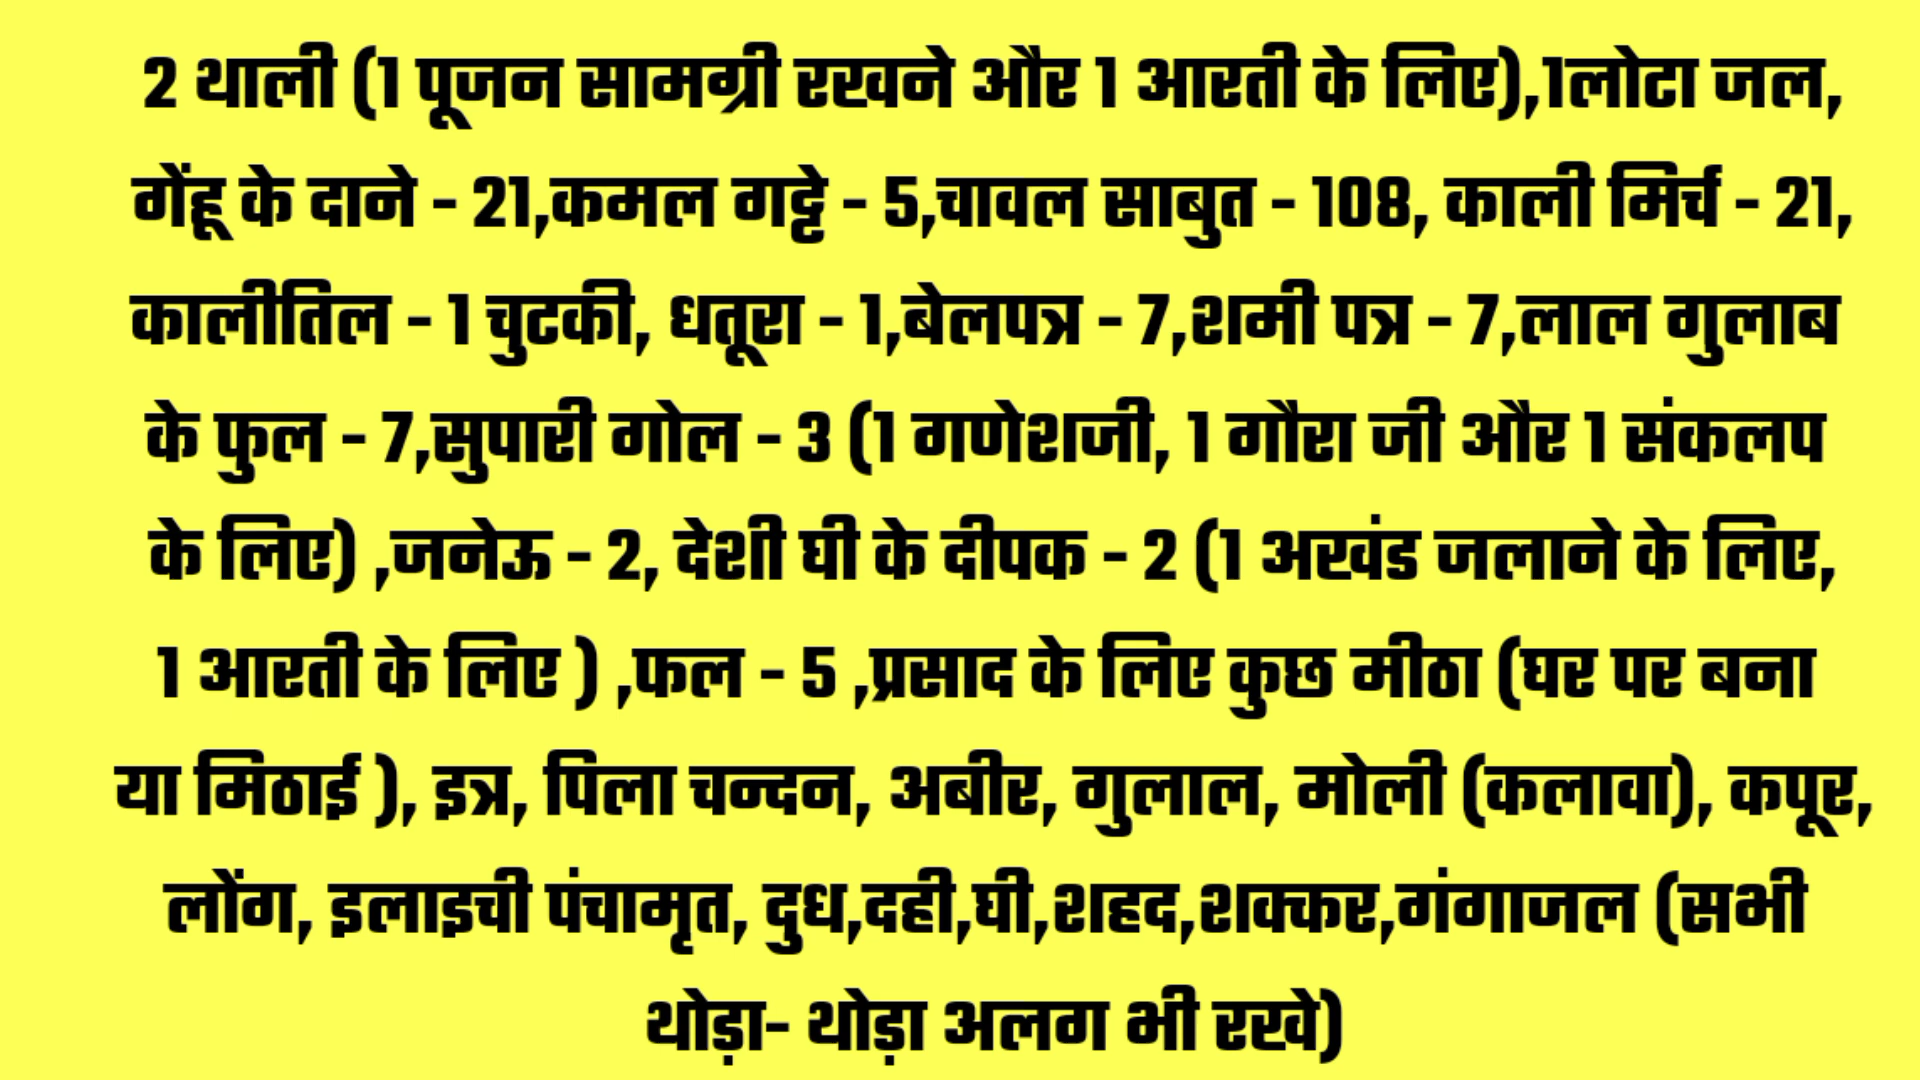 2 थाली (1 पूजन सामग्री रखने और 1 आरती के लिए),1लोटा जल,
गेंहू के दाने - 21,कमल गट्टे - 5,चावल साबुत - 108, काली मिर्च - 21,
कालीतिल - 1 चुटकी, धतूरा - 1,बेलपत्र - 7,शमी पत्र - 7,लाल गुलाब
के फुल - 7,सुपारी गोल - 3 (1 गणेशजी, 1 गौरा जी और 1 संकलप
के लिए) ,जनेऊ - 2, देशी घी के दीपक - 2 (1 अखंड जलाने के लिए,
1 आरती के लिए ) ,फल - 5 ,प्रसाद के लिए कुछ मीठा (घर पर बना
या मिठाई ), इत्र, पिला चन्दन, अबीर, गुलाल, मोली (कलावा), कपूर,
लोंग, इलाइची पंचामृत, दुध,दही,घी,शहद,शक्कर,गंगाजल (सभी
थोड़ा- थोड़ा अलग भी रखे)